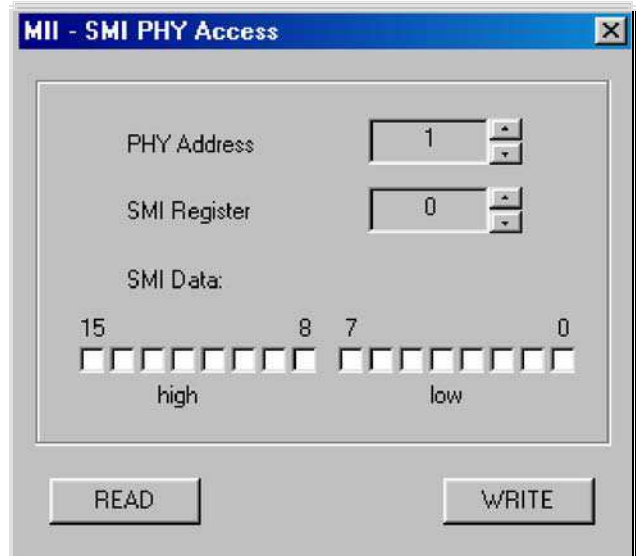 MII - SMI PHY Access
PHY Address 1
SMI Register 0
SMI Data:
15 8 7 0
high low
READ WRITE